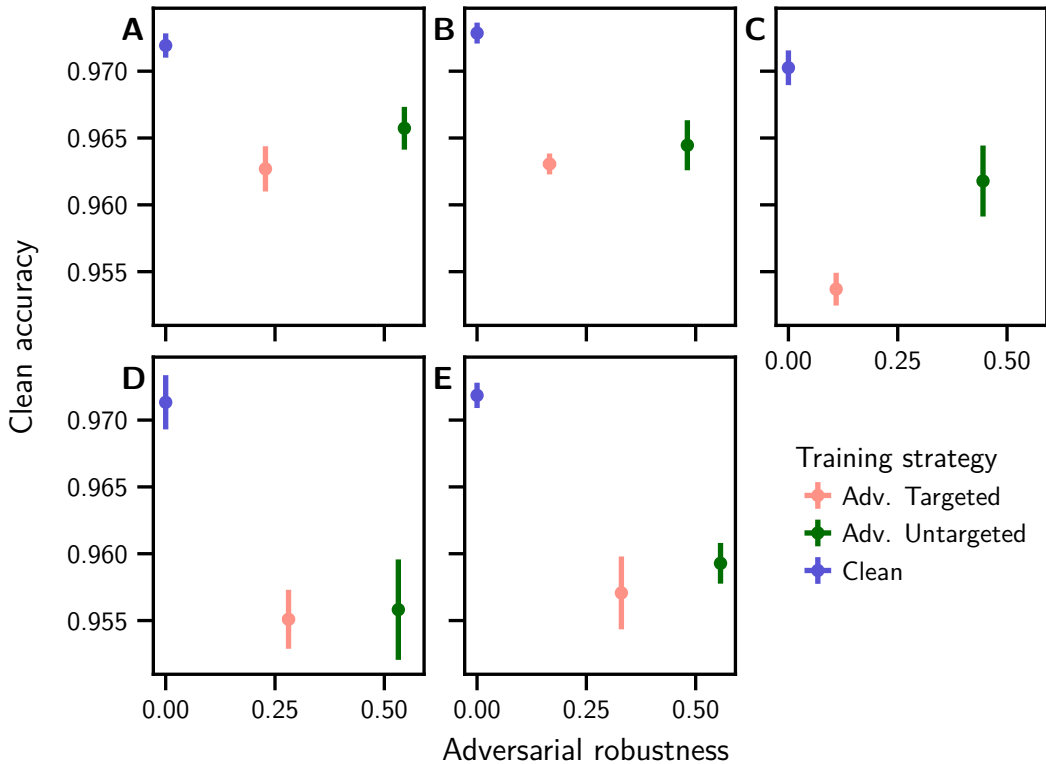 A
B
C
0.970
0.965
0.960
0.955
0.00
0.25
0.50
Clean accuracy
D
E
0.970
0.965
0.960
0.955
Training strategy
Adv. Targeted
Adv. Untargeted
Clean
0.00
0.25
0.50
0.00
0.25
0.50
Adversarial robustness